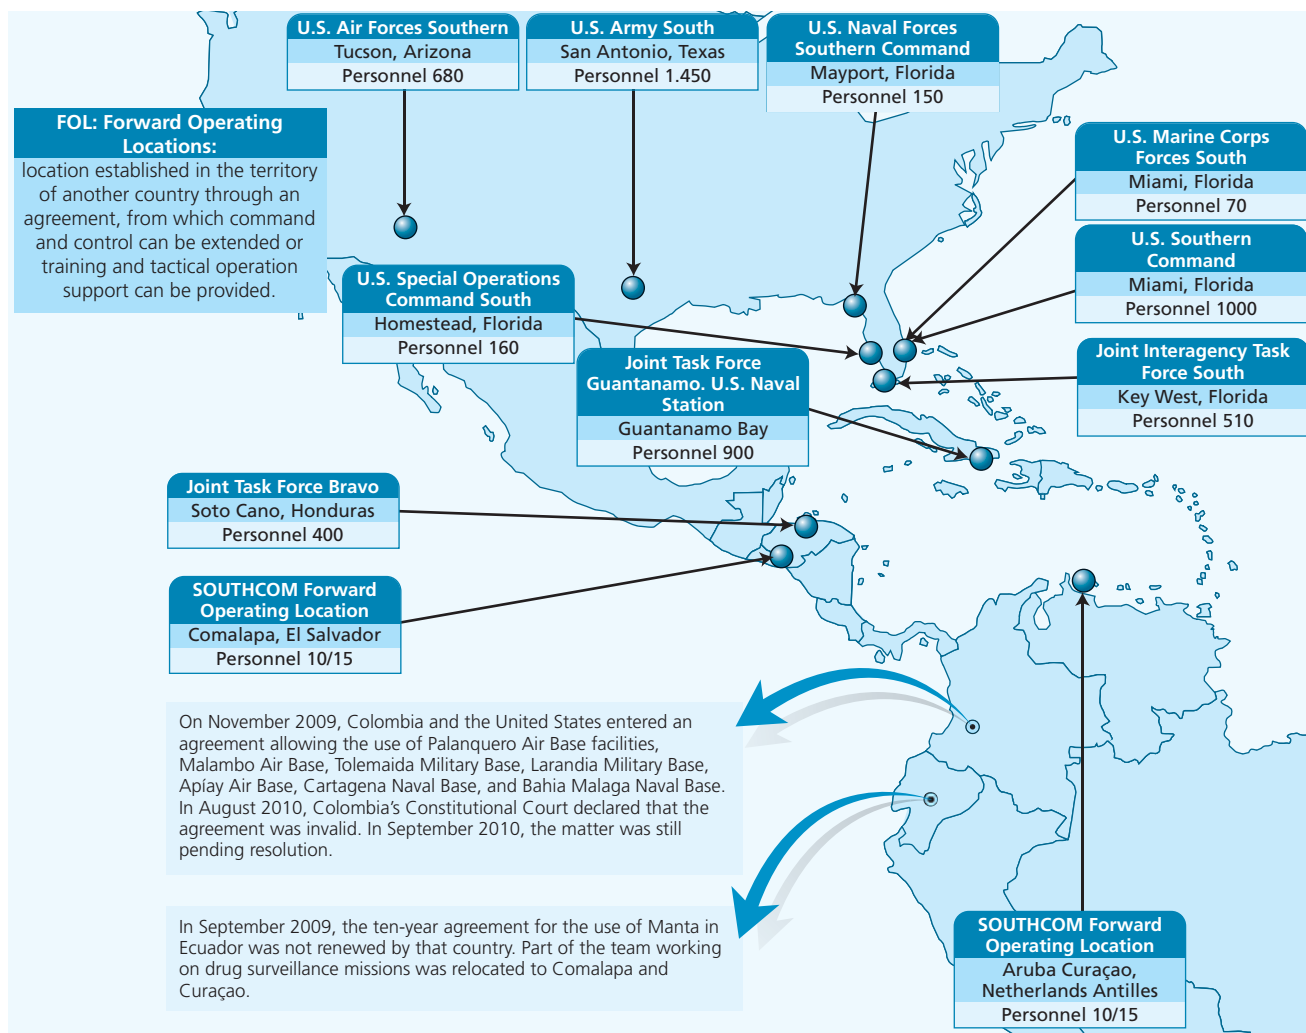 U.S. Air Forces Southern
Tucson, Arizona
Personnel 680
U.S. Army South
San Antonio, Texas
Personnel 1.450
U.S. Naval Forces
Southern Command
Mayport, Florida
Personnel 150
FOL: Forward Operating
Locations:
location established in the territory
of another country through an
agreement, from which command
and control can be extended or
training and tactical operation
support can be provided.
U.S. Marine Corps
Forces South
Miami, Florida
Personnel 70
U.S. Southern
Command
Miami, Florida
Personnel 1000
U.S. Special Operations
Command South
Homestead, Florida
Personnel 160
Joint Task Force
Guantanamo. U.S. Naval
Station
Guantanamo Bay
Personnel 900
Joint Interagency Task
Force South
Key West, Florida
Personnel 510
Joint Task Force Bravo
Soto Cano, Honduras
Personnel 400
SOUTHCOM Forward
Operating Location
Comalapa, El Salvador
Personnel 10/15
On November 2009, Colombia and the United States entered an
agreement allowing the use of Palanquero Air Base facilities,
Malambo Air Base, Tolemaida Military Base, Larandia Military Base,
Apíay Air Base, Cartagena Naval Base, and Bahia Malaga Naval Base.
In August 2010, Colombia's Constitutional Court declared that the
agreement was invalid. In September 2010, the matter was still
pending resolution.
In September 2009, the ten-year agreement for the use of Manta in
Ecuador was not renewed by that country. Part of the team working
on drug surveillance missions was relocated to Comalapa and
Curaçao.
SOUTHCOM Forward
Operating Location
Aruba Curaçao,
Netherlands Antilles
Personnel 10/15